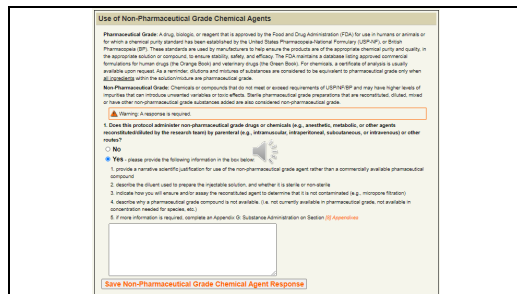 Use of Non-Pharmaceutical Grade Chemical Agents
Pharmaceutical Grade: A drug, biologic, or reagent that is approved by the Food and Drug Administration (FDA) for use in humans or animals or
for which a chemical purity standard has been established by the United States Pharmacopeia-National Formulary (USP-NF), or British
Pharmacopeia (BP). These standards are used by manufacturers to help ensure the products are of the appropriate chemical purity and quality, in
the appropriate solution or compound, to ensure stability, safety, and efficacy. The FDA maintains a database listing approved commercial
formulations for human drugs (the Orange Book) and veterinary drugs (the Green Book). For chemicals, a certificate of analysis is usually
available upon request. As a reminder, dilutions and mixtures of substances are considered to be equivalent to pharmaceutical grade only when
all ingredients within the solution/mixture are pharmaceutical grade.
Non-Pharmaceutical Grade: Chemicals or compounds that do not meet or exceed requirements of USP/NF/BP and may have higher levels of
impurities that can introduce unwanted variables or toxic effects. Sterile pharmaceutical grade preparations that are reconstituted, diluted, mixed
or have other non-pharmaceutical grade substances added are also considered non-pharmaceutical grade.
Warning: A response is required.
1. Does this protocol administer non-pharmaceutical grade drugs or chemicals (e.g., anesthetic, metabolic, or other agents
reconstituted/diluted by the research team) by parenteral (e.g., intramuscular, intraperitoneal, subcutaneous, or intravenous) or other
routes?
No
Yes - please provide the following information in the box below:
1. provide a narrative scientific justification for use of the non-pharmaceutical grade agent rather than a commercially available pharmaceutical
compound
2. describe the diluent used to prepare the injectable solution, and whether it is sterile or non-sterile
3. indicate how you will ensure and/or assay the reconstituted agent to determine that it is not contaminated (e.g., micropore filtration)
4. describe why a pharmaceutical grade compound is not available. (i.e. not currently available in pharmaceutical grade, not available in
concentration needed for species, etc.)
5. if more information is required, complete an Appendix G: Substance Administration on Section [5] Appendices
Save Non-Pharmaceutical Grade Chemical Agent Response